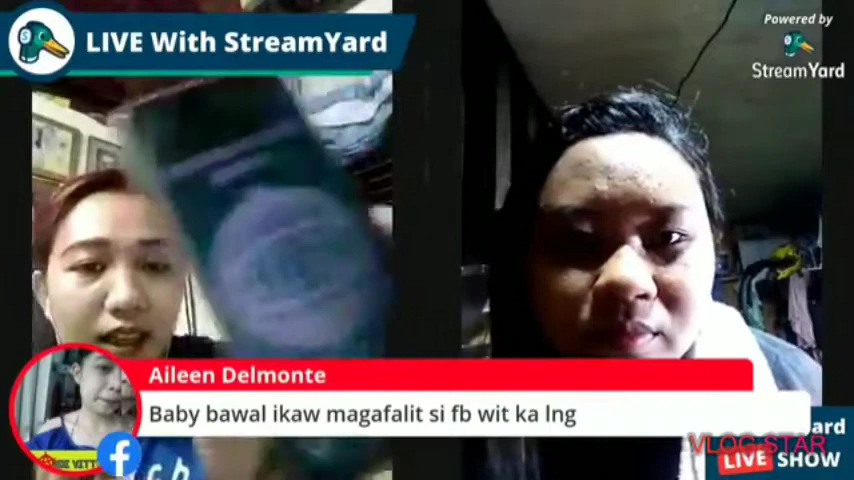 LIVE With StreamYard
Powered by
StreamYard
Aileen Delmonte
Baby bawal ikaw magafalit si fb wit ka lng
VLOG STAR
ard
LIVE SHOW